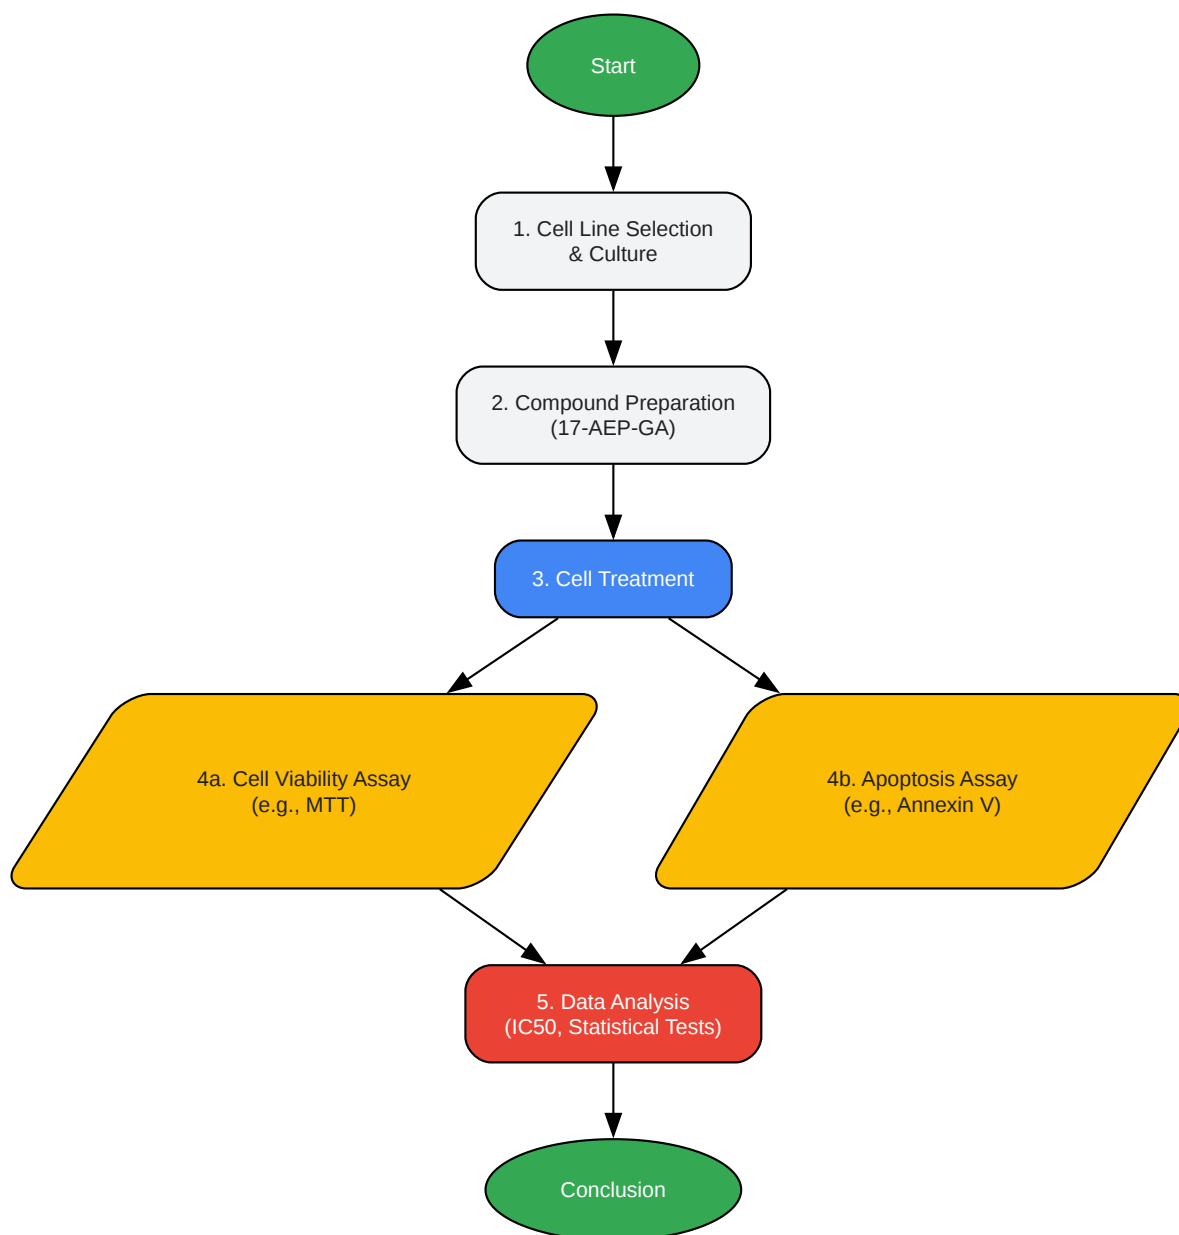 Start
1. Cell Line Selection
& Culture
2. Compound Preparation
(17-AEP-GA)
3. Cell Treatment
4a. Cell Viability Assay
(e.g., MTT)
4b. Apoptosis Assay
(e.g., Annexin V)
5. Data Analysis
(IC50, Statistical Tests)
Conclusion